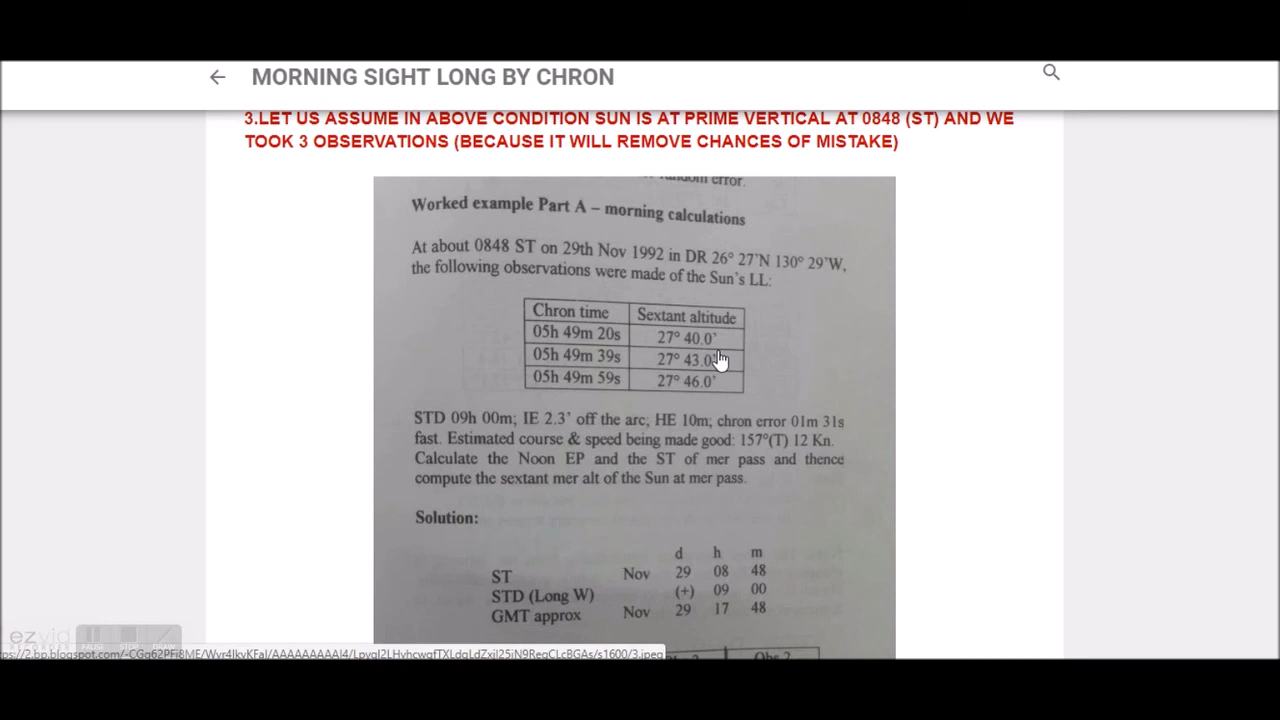 MORNING SIGHT LONG BY CHRON
3.LET US ASSUME IN ABOVE CONDITION SUN IS AT PRIME VERTICAL AT 0848 (ST) AND WE
TOOK 3 OBSERVATIONS (BECAUSE IT WILL REMOVE CHANCES OF MISTAKE)
random error.
Worked example Part A – morning calculations
At about 0848 ST on 29th Nov 1992 in DR 26° 27'N 130° 29'W,
the following observations were made of the Sun's LL:
Chron time Sextant altitude
05h 49m 20s 27° 40.0'
05h 49m 39s 27° 43.0'
05h 49m 59s 27° 46.0'
STD 09h 00m; IE 2.3' off the arc; HE 10m; chron error 01m 31s
fast. Estimated course & speed being made good: 157°(T) 12 Kn.
Calculate the Noon EP and the ST of mer pass and thence
compute the sextant mer alt of the Sun at mer pass.
Solution:
d h m
ST Nov 29 08 48
STD (Long W) (+) 09 00
GMT approx Nov 29 17 48
Obs 2
ezvid